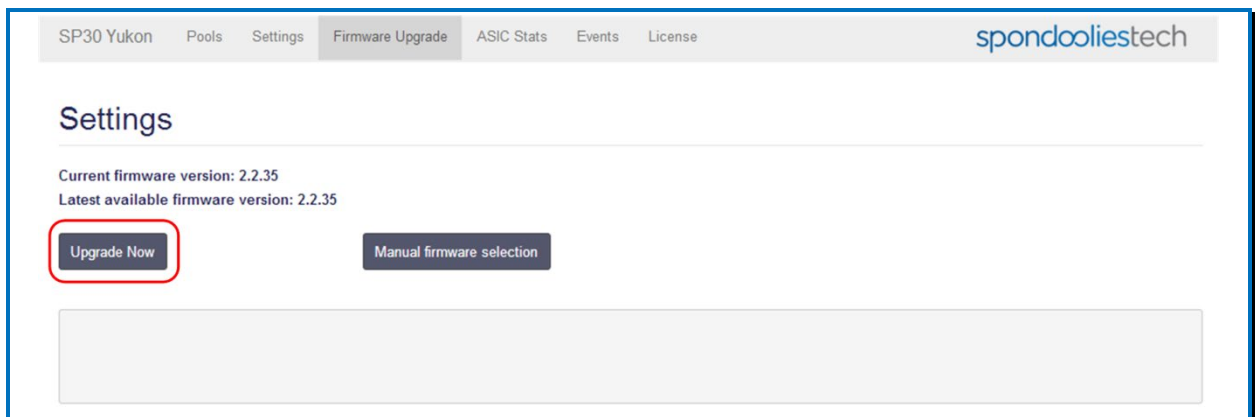 SP30 Yukon Pools Settings Firmware Upgrade ASIC Stats Events License spondooliestech
Settings
Current firmware version: 2.2.35
Latest available firmware version: 2.2.35
Upgrade Now Manual firmware selection